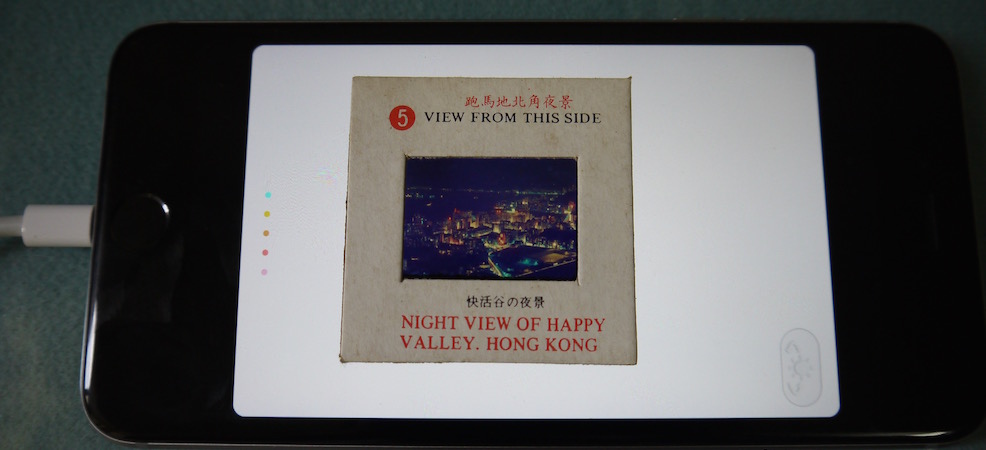 跑馬地北角夜景
5 VIEW FROM THIS SIDE
快活谷の夜景
NIGHT VIEW OF HAPPY
VALLEY. HONG KONG